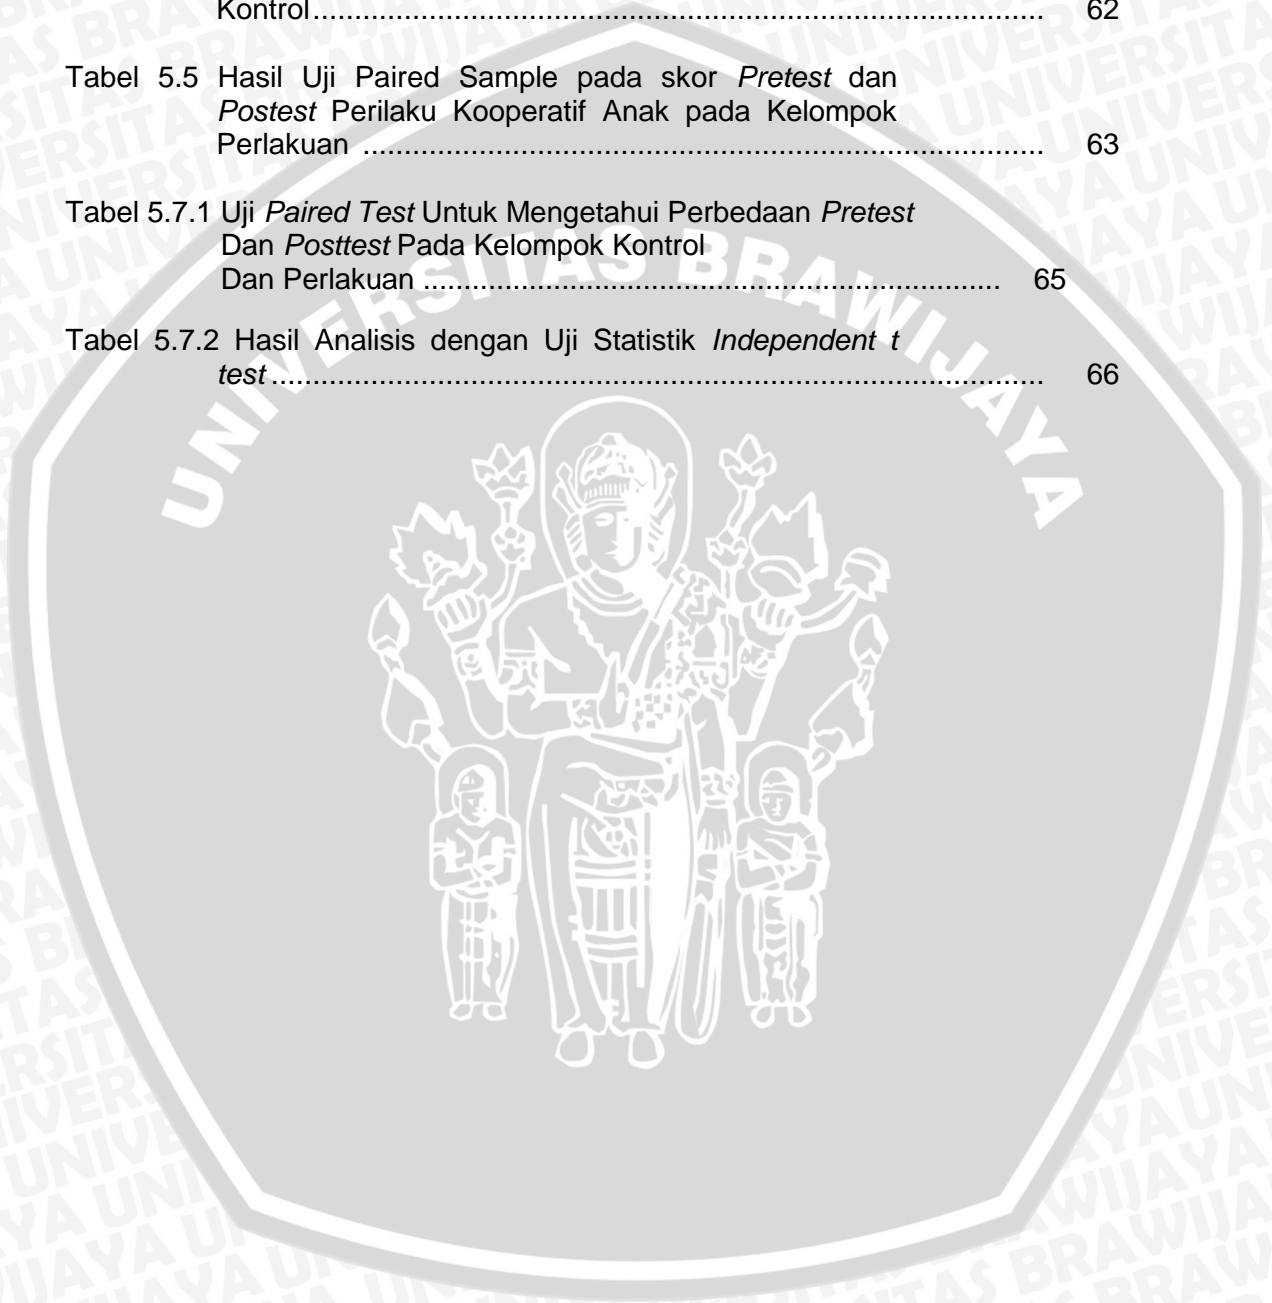 Kontrol........................................................................................ 62
Tabel 5.5 Hasil Uji Paired Sample pada skor Pretest dan
Postest Perilaku Kooperatif Anak pada Kelompok
Perlakuan .................................................................................. 63
Tabel 5.7.1 Uji Paired Test Untuk Mengetahui Perbedaan Pretest
Dan Posttest Pada Kelompok Kontrol
Dan Perlakuan ...................................................................... 65
Tabel 5.7.2 Hasil Analisis dengan Uji Statistik Independent t
test.............................................................................................. 66
UNIVERSITAS BRAWIJAYA